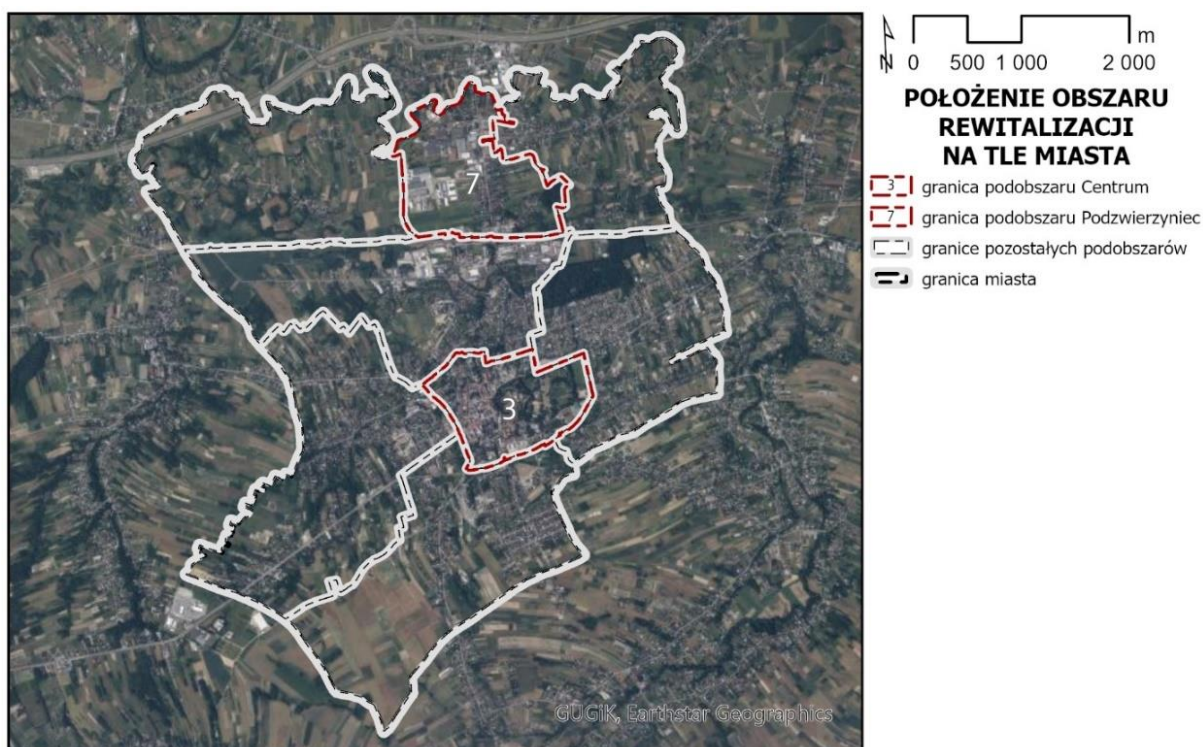 N
0 500 1 000 2 000 m
POŁOŻENIE OBSZARU
REWITALIZACJI
NA TLE MIASTA
3 granica podobszaru Centrum
7 granica podobszaru Podzwierzyniec
granice pozostałych podobszarów
granica miasta
7
3
GUGiK, Earthstar Geographics